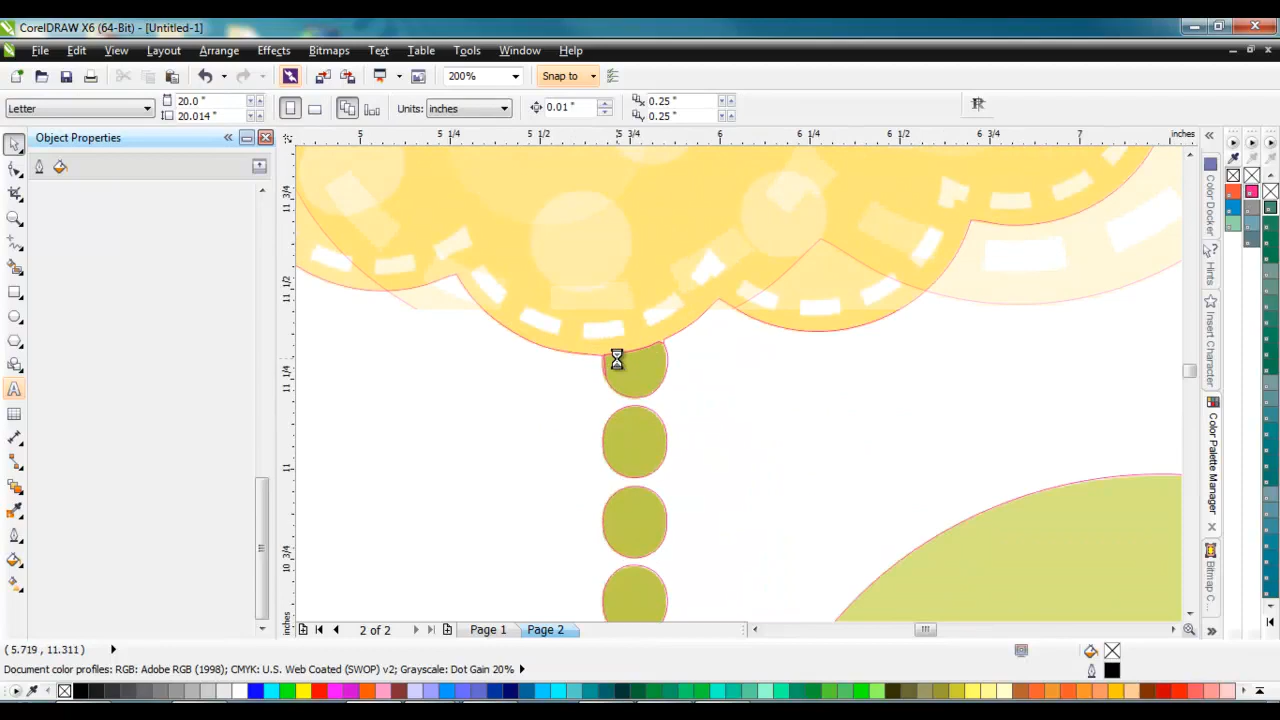 CorelDRAW X6 (64-Bit) - [Untitled-1]
File Edit View Layout Arrange Effects Bitmaps Text Table Tools Window Help
200% Snap to
Letter 20.0 " 20.014 " Units: inches 0.01 " 0.25 " 0.25 "
Object Properties
5 5 1/4 5 1/2 5 3/4 6 6 1/4 6 1/2 6 3/4 7 inches
11 3/4
11 1/2
11 1/4
11
10 3/4
inches
Color Docker
Hints
Insert Character
Color Palette Manager
Bitmap C...
2 of 2 Page 1 Page 2
( 5.719 , 11.311 )
Document color profiles: RGB: Adobe RGB (1998); CMYK: U.S. Web Coated (SWOP) v2; Grayscale: Dot Gain 20%